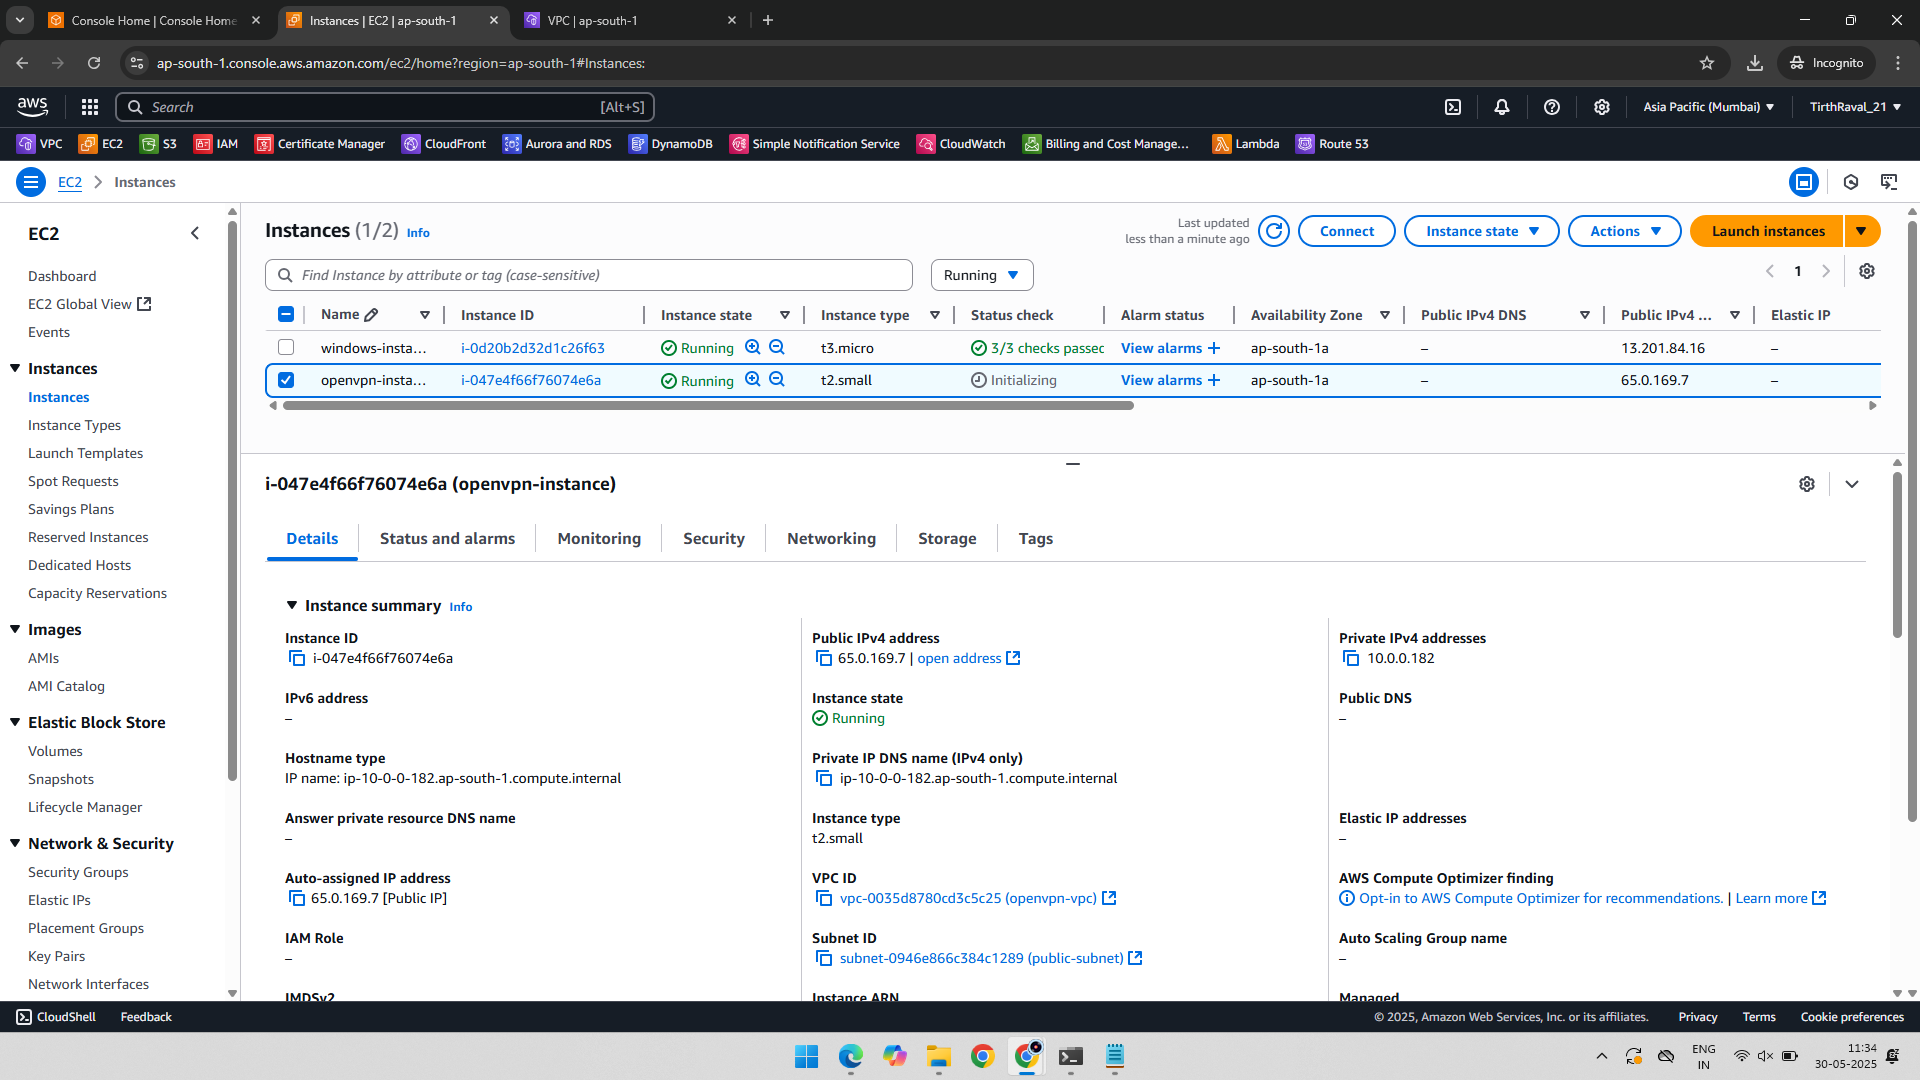 Console Home | Console Home
Instances | EC2 | ap-south-1
VPC | ap-south-1
ap-south-1.console.aws.amazon.com/ec2/home?region=ap-south-1#Instances:
Incognito
aws
Search
[Alt+S]
Asia Pacific (Mumbai)
TirthRaval_21
VPC
EC2
S3
IAM
Certificate Manager
CloudFront
Aurora and RDS
DynamoDB
Simple Notification Service
CloudWatch
Billing and Cost Manage...
Lambda
Route 53
EC2
Instances
EC2
Dashboard
EC2 Global View
Events
Instances
Instances
Instance Types
Launch Templates
Spot Requests
Savings Plans
Reserved Instances
Dedicated Hosts
Capacity Reservations
Images
AMIs
AMI Catalog
Elastic Block Store
Volumes
Snapshots
Lifecycle Manager
Network & Security
Security Groups
Elastic IPs
Placement Groups
Key Pairs
Network Interfaces
Instances (1/2) Info
Last updated
less than a minute ago
Connect
Instance state
Actions
Launch instances
Find Instance by attribute or tag (case-sensitive)
Running
1
Name Instance ID Instance state Instance type Status check Alarm status Availability Zone Public IPv4 DNS Public IPv4 ... Elastic IP
windows-insta... i-0d20b2d32d1c26f63 Running t3.micro 3/3 checks passec View alarms + ap-south-1a – 13.201.84.16 –
openvpn-insta... i-047e4f66f76074e6a Running t2.small Initializing View alarms + ap-south-1a – 65.0.169.7 –
i-047e4f66f76074e6a (openvpn-instance)
Details
Status and alarms
Monitoring
Security
Networking
Storage
Tags
Instance summary Info
Instance ID
i-047e4f66f76074e6a
Public IPv4 address
65.0.169.7 | open address
Private IPv4 addresses
10.0.0.182
IPv6 address
–
Instance state
Running
Public DNS
–
Hostname type
IP name: ip-10-0-0-182.ap-south-1.compute.internal
Private IP DNS name (IPv4 only)
ip-10-0-0-182.ap-south-1.compute.internal
Answer private resource DNS name
–
Instance type
t2.small
Elastic IP addresses
–
Auto-assigned IP address
65.0.169.7 [Public IP]
VPC ID
vpc-0035d8780cd3c5c25 (openvpn-vpc)
AWS Compute Optimizer finding
Opt-in to AWS Compute Optimizer for recommendations. | Learn more
IAM Role
–
Subnet ID
subnet-0946e866c384c1289 (public-subnet)
Auto Scaling Group name
–
IMDSv2
Instance ARN
Managed
CloudShell
Feedback
© 2025, Amazon Web Services, Inc. or its affiliates.
Privacy
Terms
Cookie preferences
ENG
IN
11:34
30-05-2025